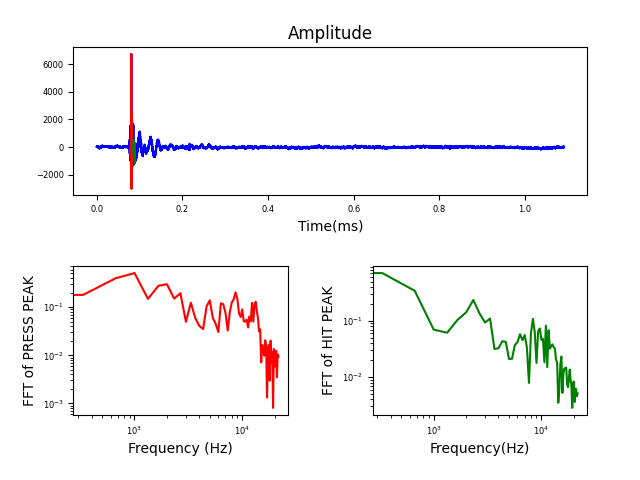 Amplitude
6000
4000
2000
0
−2000
0.0 0.2 0.4 0.6 0.8 1.0
Time(ms)
FFT of PRESS PEAK
10⁻¹
10⁻²
10⁻³
10³ 10⁴
Frequency (Hz)
FFT of HIT PEAK
10⁻¹
10⁻²
10³ 10⁴
Frequency(Hz)